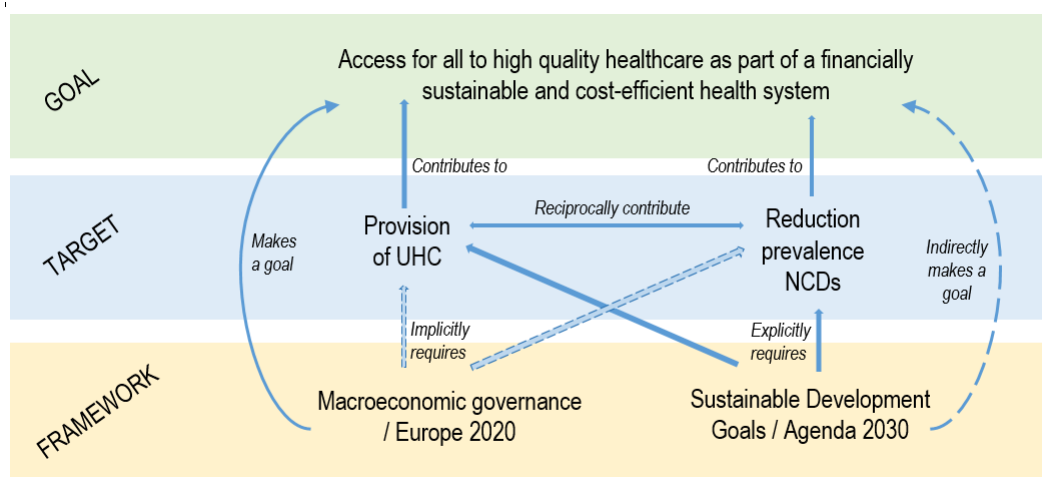 GOAL
Access for all to high quality healthcare as part of a financially
sustainable and cost-efficient health system
Contributes to
Contributes to
TARGET
Makes
a goal
Provision
of UHC
Reciprocally contribute
Reduction
prevalence
NCDs
Indirectly
makes a
goal
Implicitly
requires
Explicitly
requires
FRAMEWORK
Macroeconomic governance
/ Europe 2020
Sustainable Development
Goals / Agenda 2030